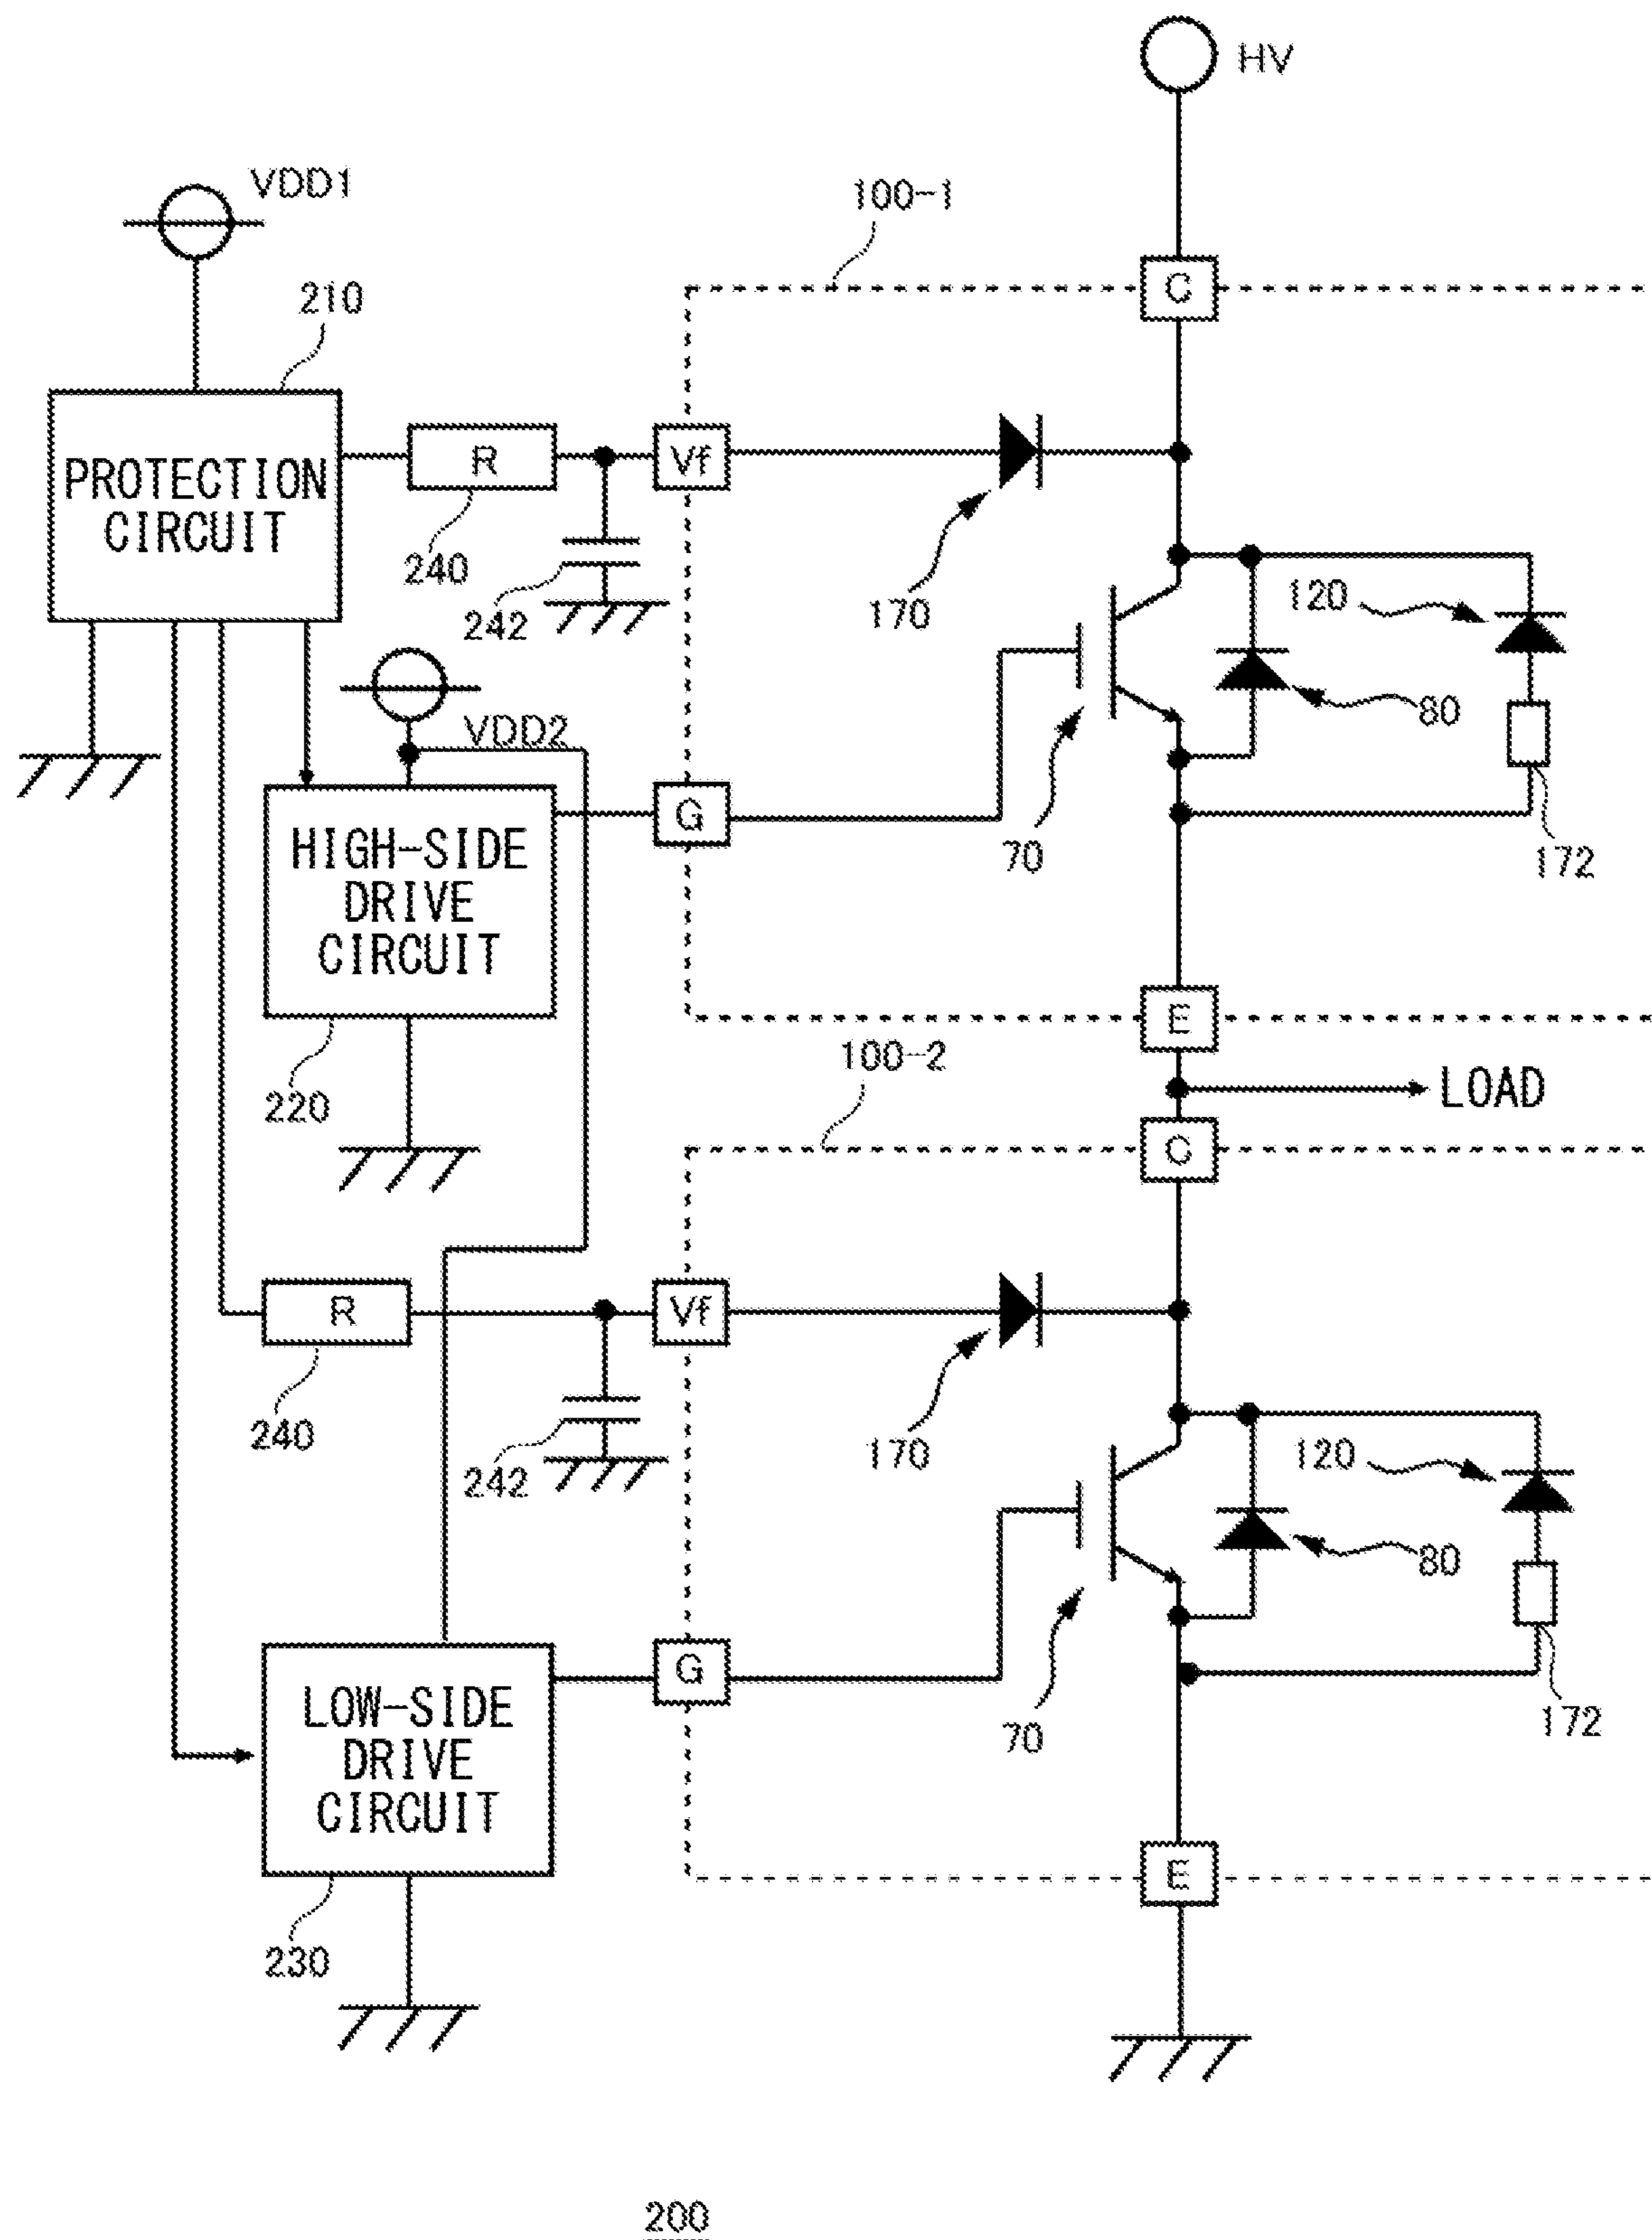 HV
VDD1
100-1
C
210
PROTECTION
CIRCUIT
R
Vf
240
242
170
120
80
70
172
VDD2
HIGH-SIDE
DRIVE
CIRCUIT
G
220
E
100-2
LOAD
C
R
Vf
240
242
170
120
80
70
172
LOW-SIDE
DRIVE
CIRCUIT
G
230
E
200